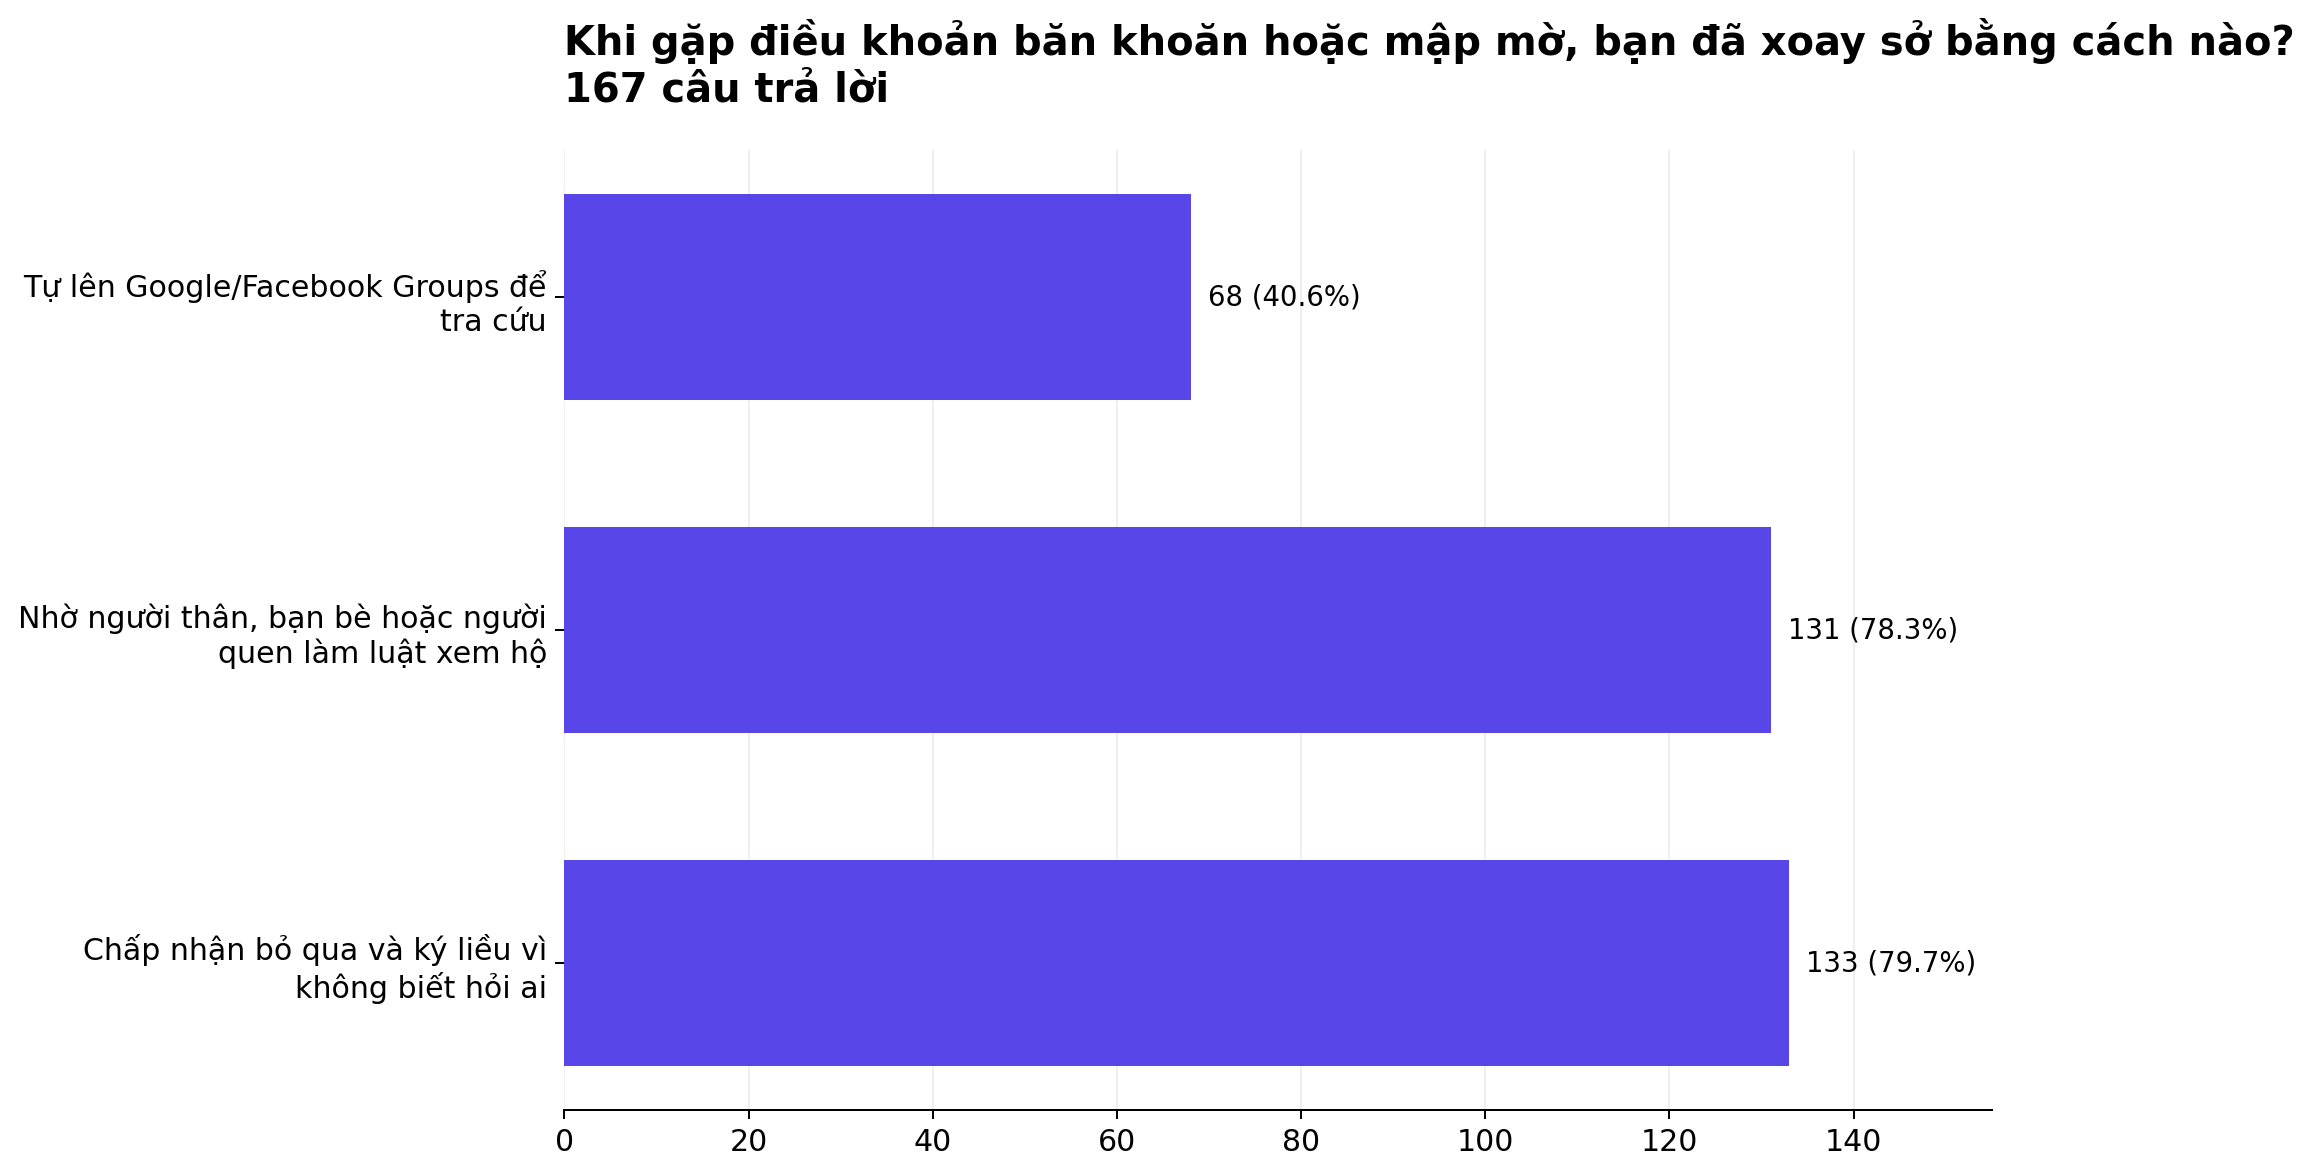 Khi gặp điều khoản băn khoăn hoặc mập mờ, bạn đã xoay sở bằng cách nào?
167 câu trả lời
Tự lên Google/Facebook Groups để
tra cứu
68 (40.6%)
Nhờ người thân, bạn bè hoặc người
quen làm luật xem hộ
131 (78.3%)
Chấp nhận bỏ qua và ký liều vì
không biết hỏi ai
133 (79.7%)
0 20 40 60 80 100 120 140